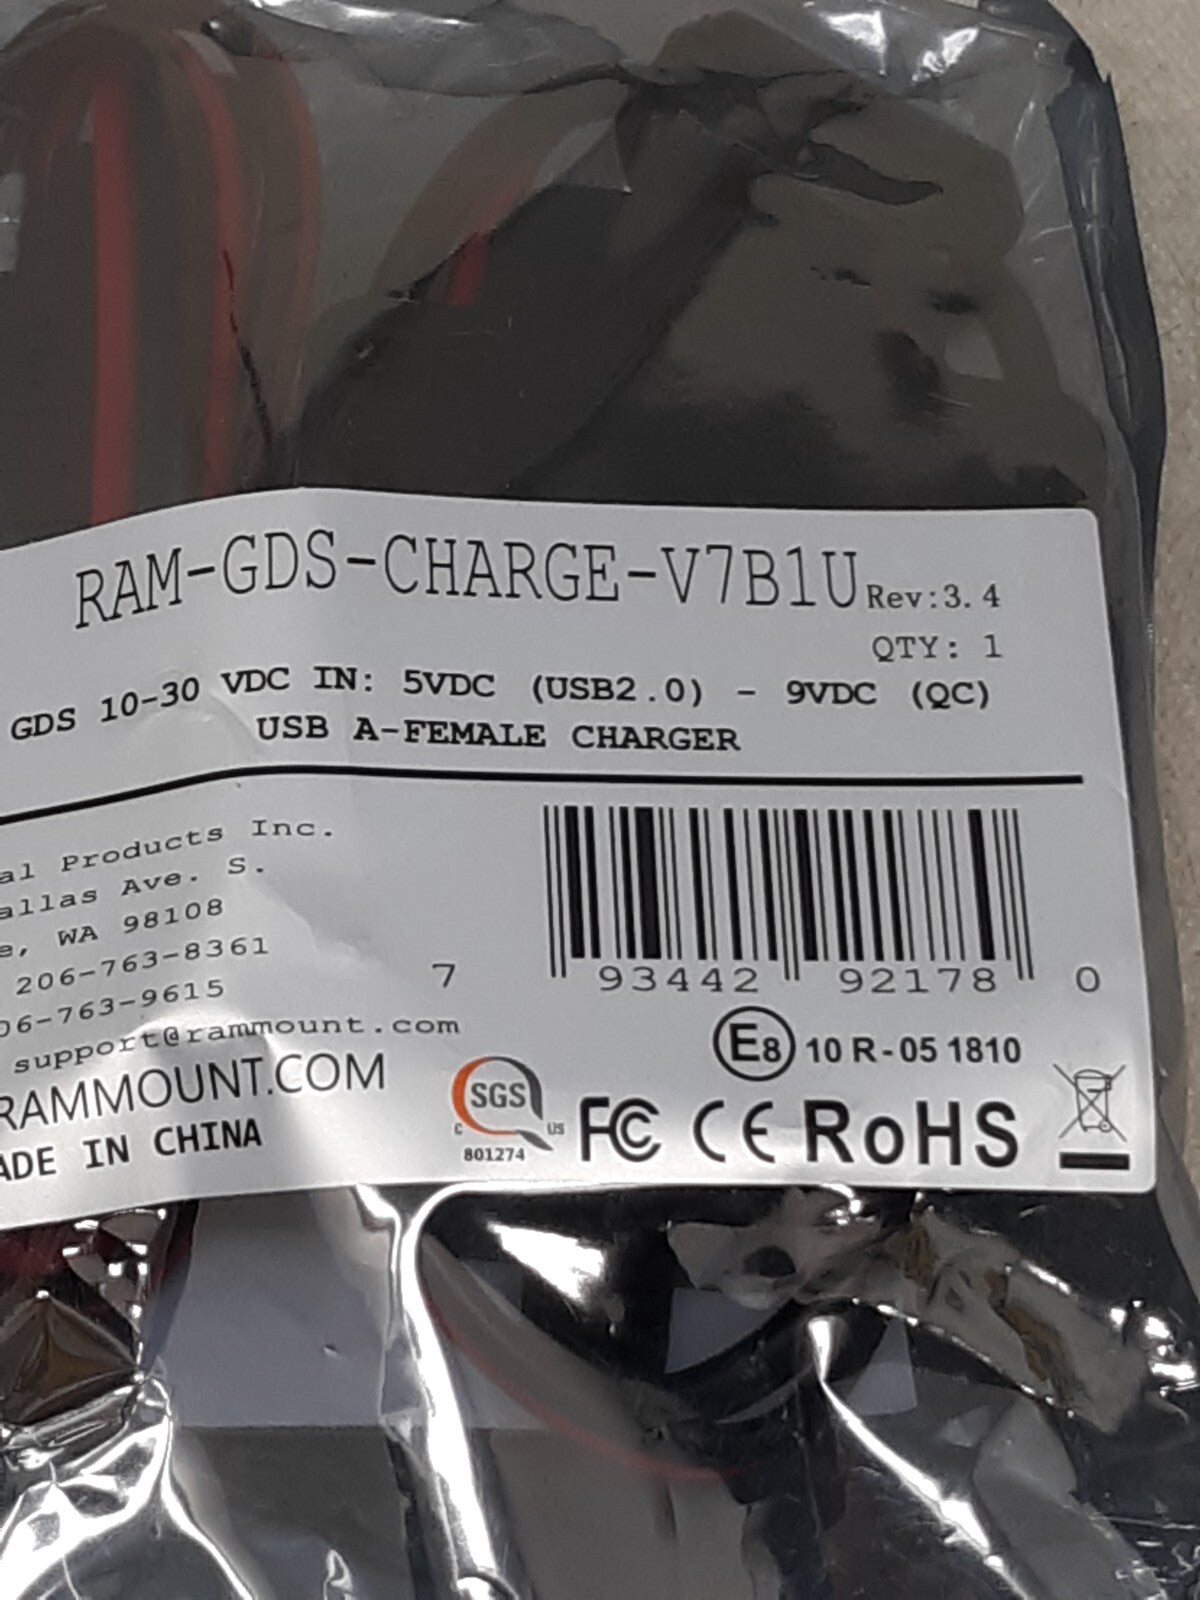 RAM-GDS-CHARGE-V7B1U Rev:3.4
QTY: 1
GDS 10-30 VDC IN: 5VDC (USB2.0) - 9VDC (QC)
USB A-FEMALE CHARGER
al Products Inc.
allas Ave. S.
e, WA 98108
206-763-8361
06-763-9615
support@rammount.com
RAMMOUNT.COM
ADE IN CHINA
7 93442 92178 0
E8 10 R-05 1810
SGS
C US
801274
FC CE RoHS